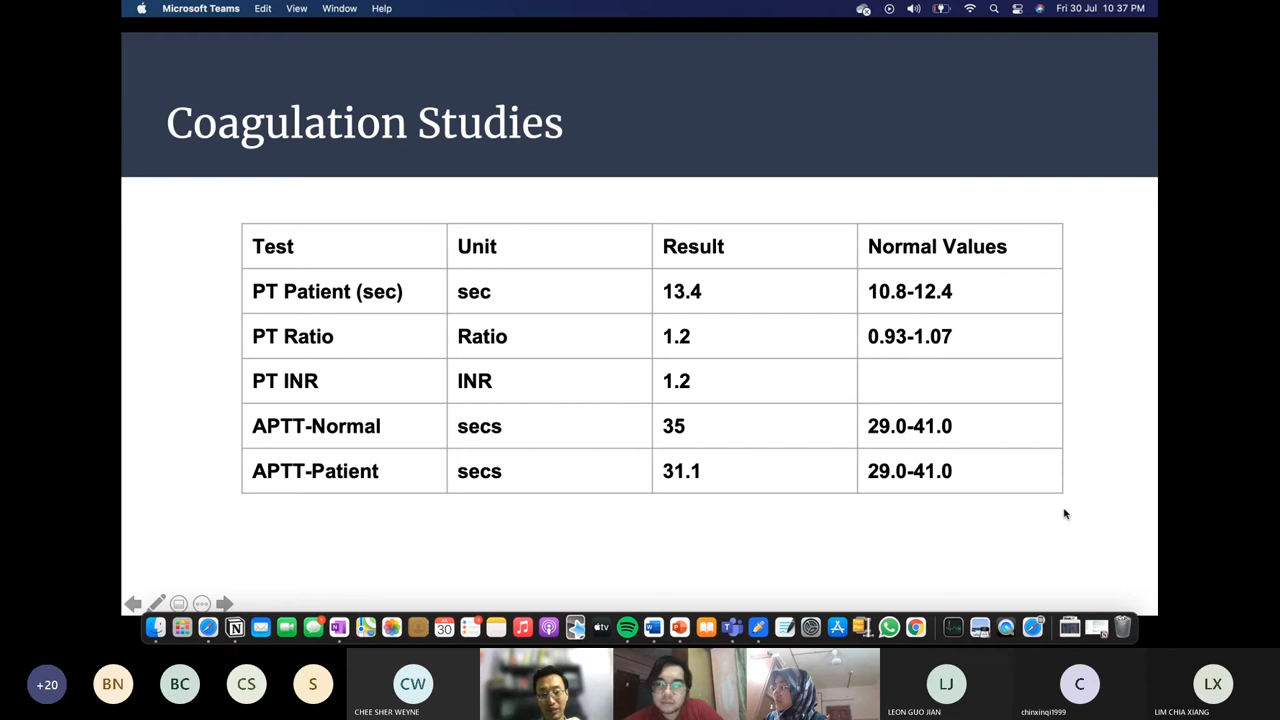 Microsoft Teams Edit View Window Help Fri 30 Jul 10 37 PM
Coagulation Studies
Test Unit Result Normal Values
PT Patient (sec) sec 13.4 10.8-12.4
PT Ratio Ratio 1.2 0.93-1.07
PT INR INR 1.2
APTT-Normal secs 35 29.0-41.0
APTT-Patient secs 31.1 29.0-41.0
JUL
30
tv
+20 BN BC CS S CW LJ C LX
CHEE SHER WEYNE LEON GUO JIAN chinxinqi1999 LIM CHIA XIANG